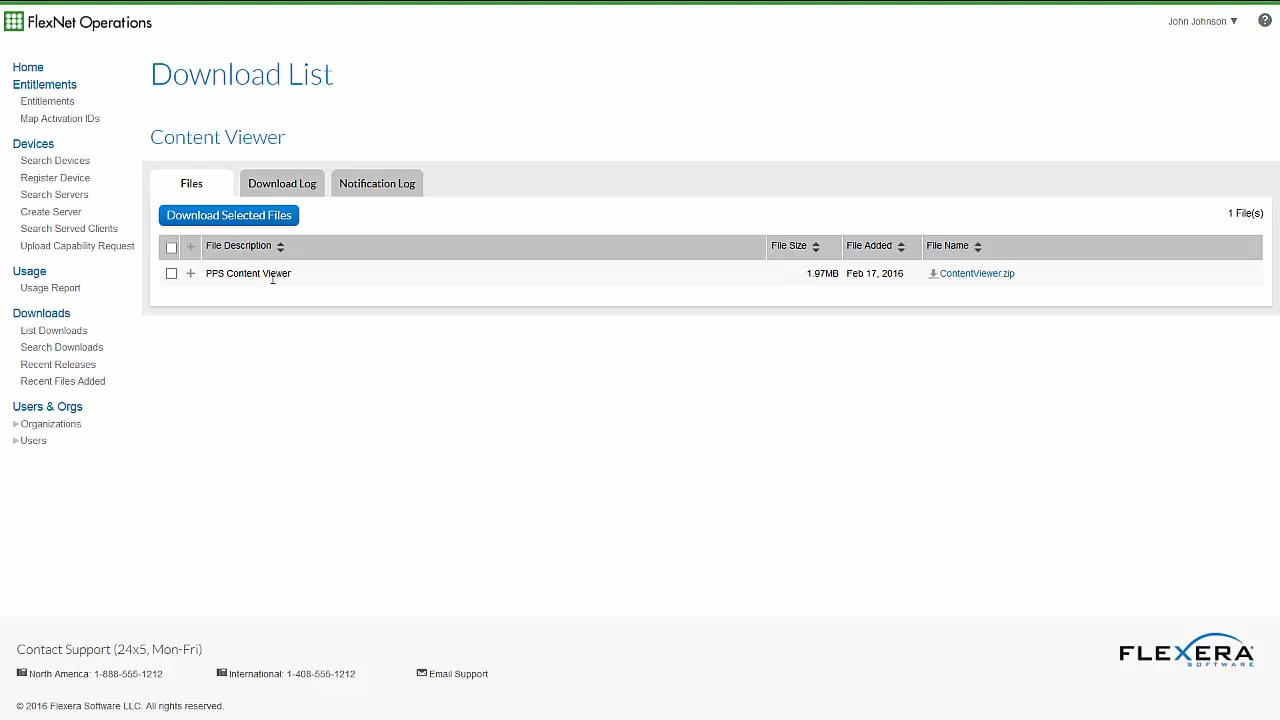 FlexNet Operations
John Johnson
Home
Entitlements
Entitlements
Map Activation IDs
Devices
Search Devices
Register Device
Search Servers
Create Server
Search Served Clients
Upload Capability Request
Usage
Usage Report
Downloads
List Downloads
Search Downloads
Recent Releases
Recent Files Added
Users & Orgs
Organizations
Users
Download List
Content Viewer
Files Download Log Notification Log
Download Selected Files
1 File(s)
File Description File Size File Added File Name
PPS Content Viewer 1.97MB Feb 17, 2016 ContentViewer.zip
Contact Support (24x5, Mon-Fri)
North America: 1-888-555-1212 International: 1-408-555-1212 Email Support
© 2016 Flexera Software LLC. All rights reserved.
FLEXERA
SOFTWARE